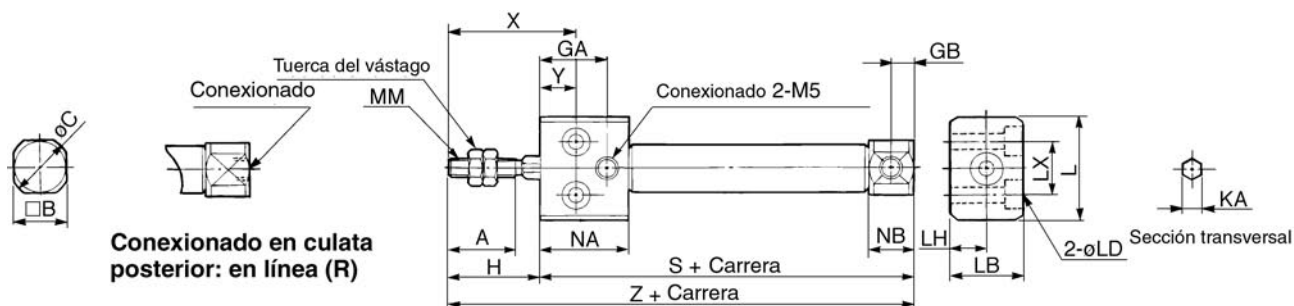 X
GA
GB
Tuerca del vástago
Y
Conexionado
MM
Conexionado 2-M5
øC
LX
L
KA
□B
A
NA
NB
LH
2-øLD
Sección transversal
Conexionado en culata
posterior: en línea (R)
H
S + Carrera
LB
Z + Carrera